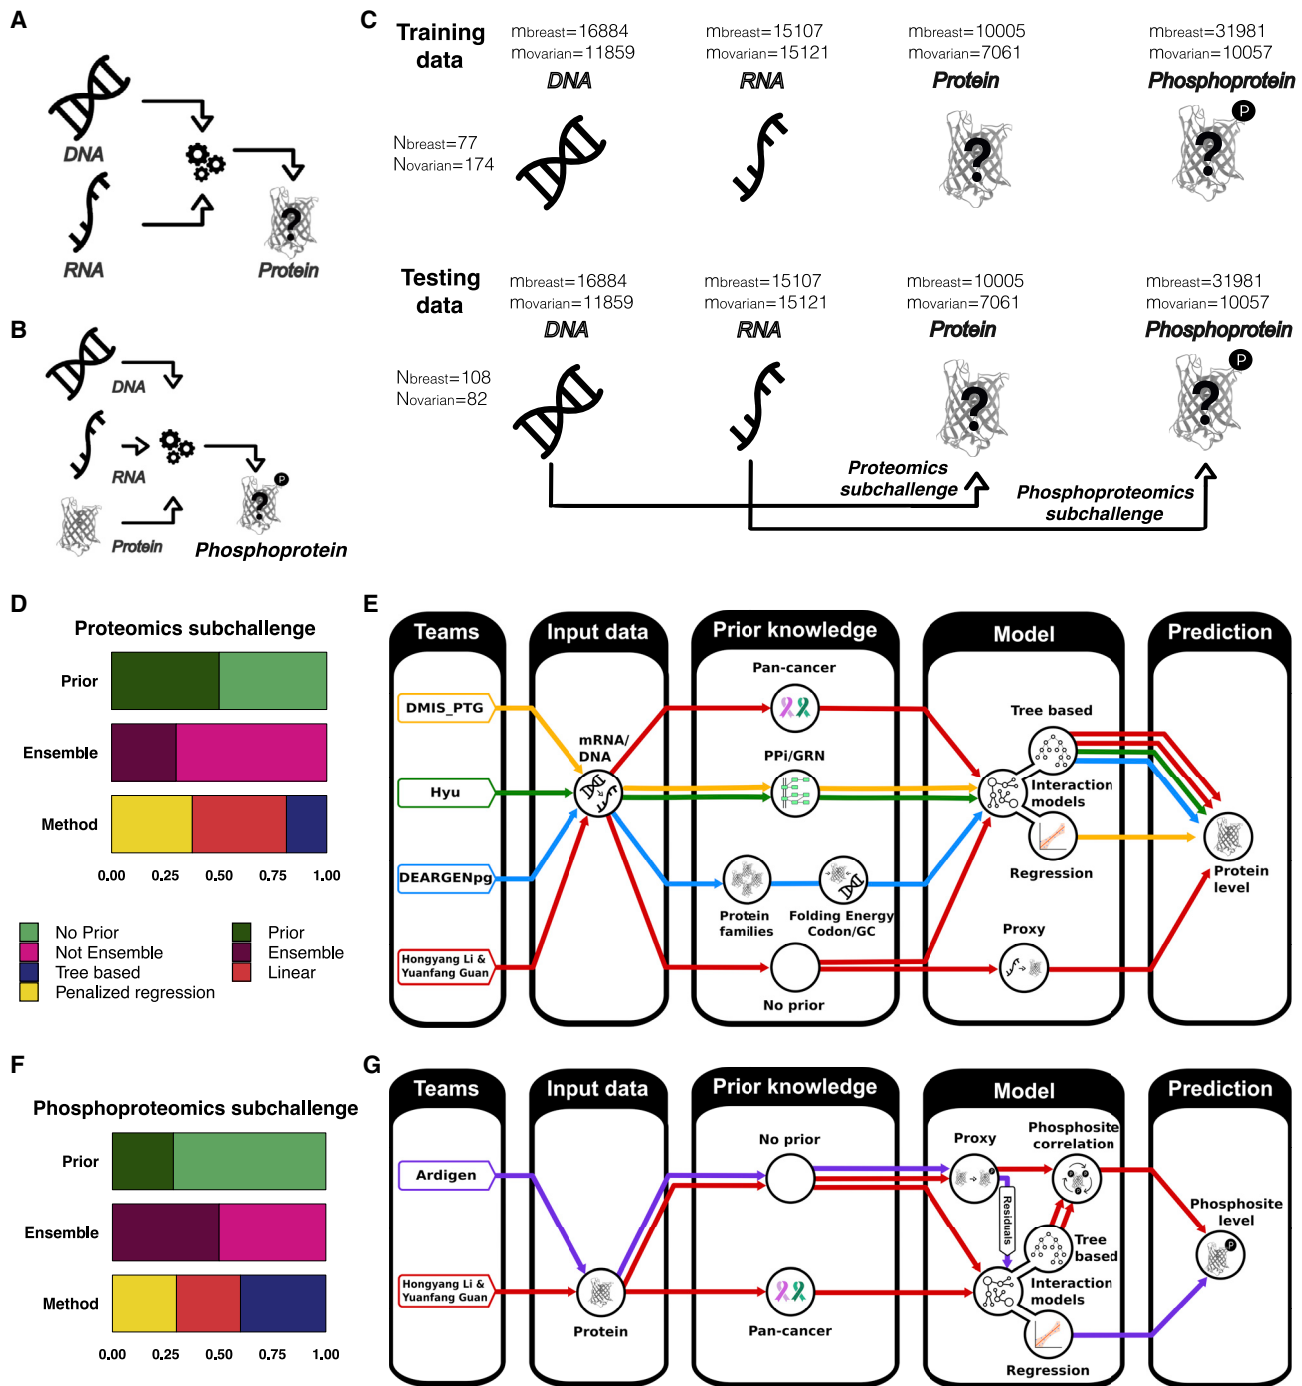 A
DNA
RNA
?
Protein
B
DNA
RNA
Protein
P
?
Phosphoprotein
C
Training
data
mbreast=16884
movarian=11859
DNA
mbreast=15107
movarian=15121
RNA
mbreast=10005
movarian=7061
Protein
mbreast=31981
movarian=10057
Phosphoprotein
P
Nbreast=77
Novarian=174
?
?
Testing
data
mbreast=16884
movarian=11859
DNA
mbreast=15107
movarian=15121
RNA
mbreast=10005
movarian=7061
Protein
mbreast=31981
movarian=10057
Phosphoprotein
P
Nbreast=108
Novarian=82
?
?
Proteomics
subchallenge
Phosphoproteomics
subchallenge
D
Proteomics subchallenge
Prior
Ensemble
Method
0.00 0.25 0.50 0.75 1.00
No Prior
Not Ensemble
Tree based
Penalized regression
Prior
Ensemble
Linear
E
Teams
Input data
Prior knowledge
Model
Prediction
DMIS_PTG
Hyu
DEARGENpg
Hongyang Li &
Yuanfang Guan
mRNA/
DNA
Pan-cancer
PPi/GRN
Protein
families
Folding Energy
Codon/GC
No prior
Tree based
Interaction
models
Regression
Proxy
Protein
level
F
Phosphoproteomics subchallenge
Prior
Ensemble
Method
0.00 0.25 0.50 0.75 1.00
G
Teams
Input data
Prior knowledge
Model
Prediction
Ardigen
Hongyang Li &
Yuanfang Guan
Protein
No prior
Pan-cancer
Proxy
P
Residuals
Phosphosite
correlation
Tree
based
Interaction
models
Regression
Phosphosite
level
P